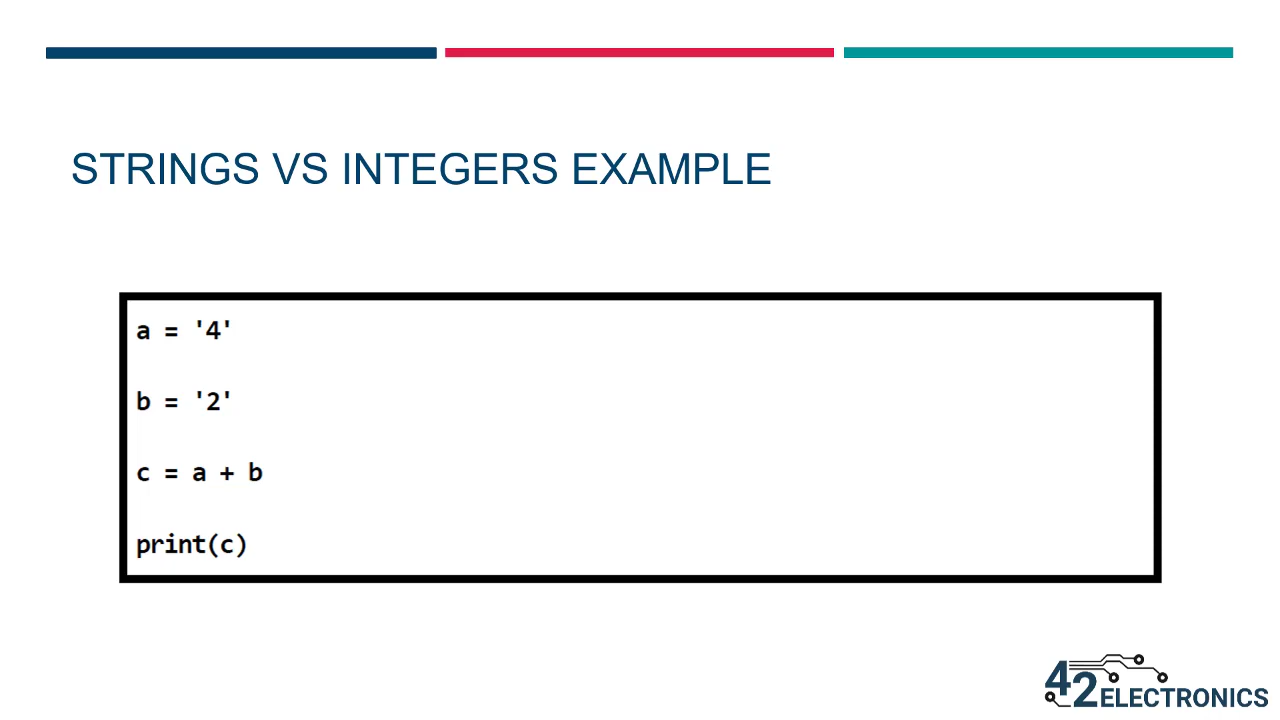 STRINGS VS INTEGERS EXAMPLE
a = '4'
b = '2'
c = a + b
print(c)
42ELECTRONICS